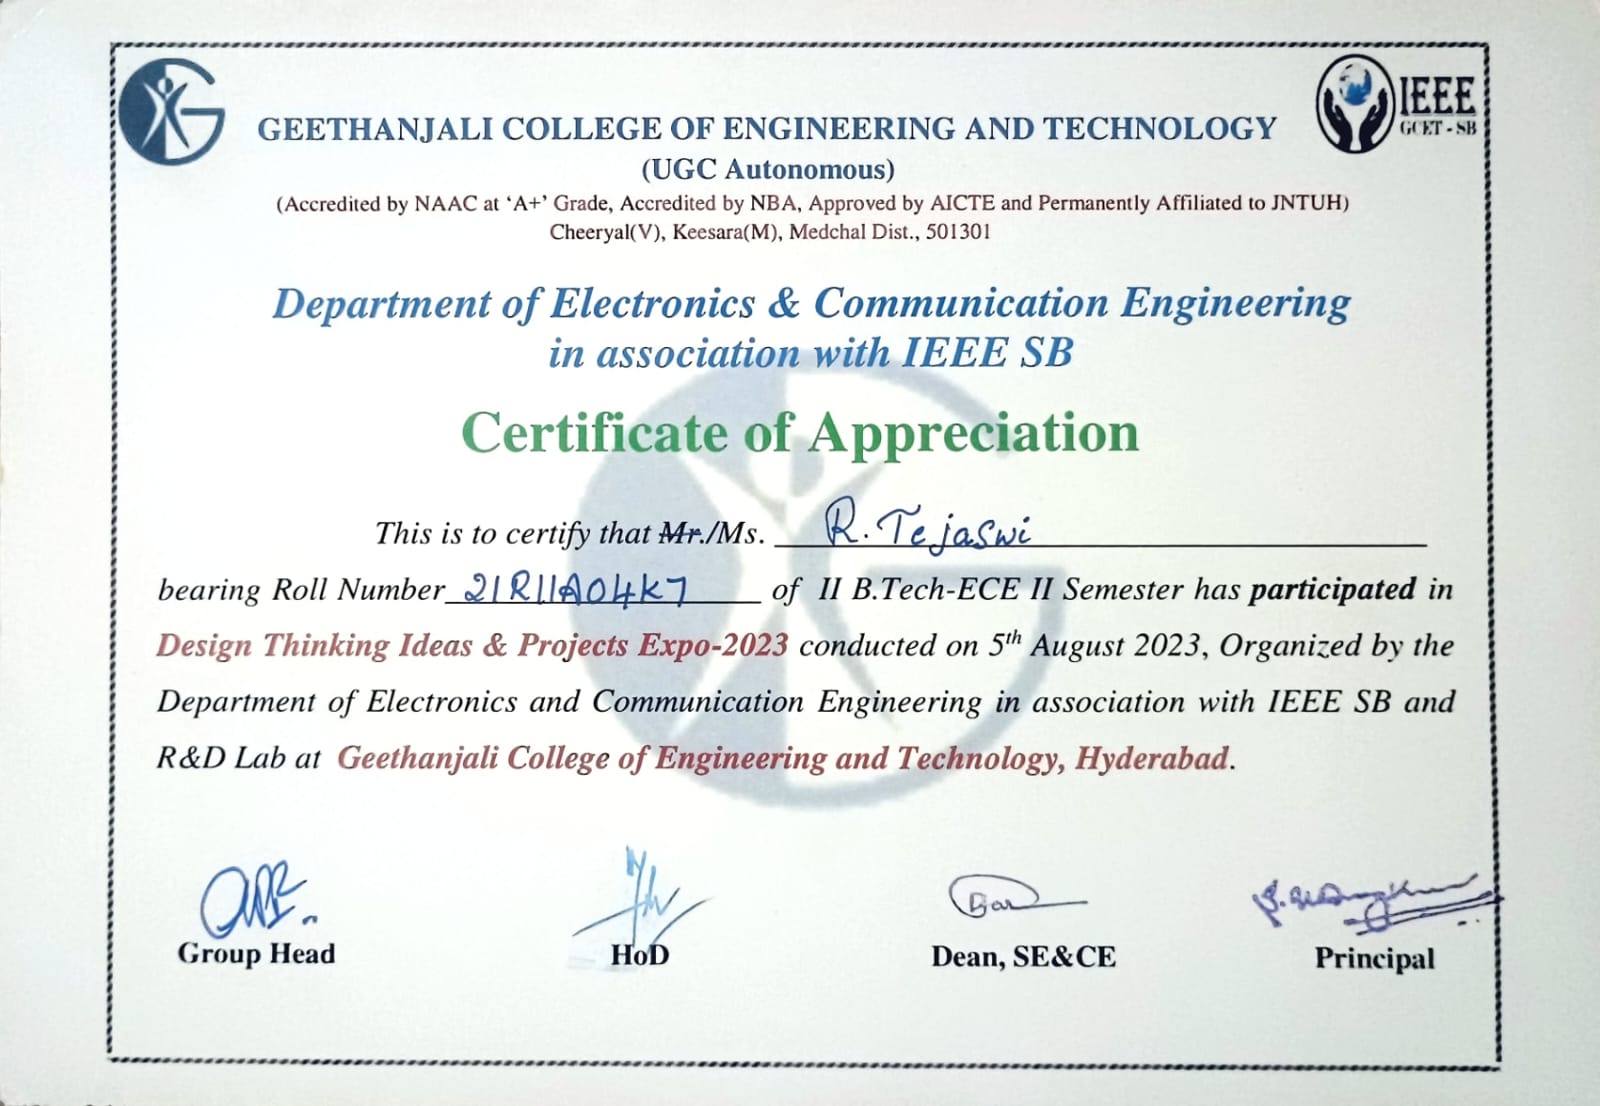 IEEE
GCET - SB
GEETHANJALI COLLEGE OF ENGINEERING AND TECHNOLOGY
(UGC Autonomous)
(Accredited by NAAC at ‘A+’ Grade, Accredited by NBA, Approved by AICTE and Permanently Affiliated to JNTUH)
Cheeryal(V), Keesara(M), Medchal Dist., 501301
Department of Electronics & Communication Engineering
in association with IEEE SB
Certificate of Appreciation
This is to certify that Mr./Ms. R. Tejaswi
bearing Roll Number 21R11A04K7 of II B.Tech-ECE II Semester has participated in
Design Thinking Ideas & Projects Expo-2023 conducted on 5th August 2023, Organized by the
Department of Electronics and Communication Engineering in association with IEEE SB and
R&D Lab at Geethanjali College of Engineering and Technology, Hyderabad.
Group Head HoD Dean, SE&CE Principal